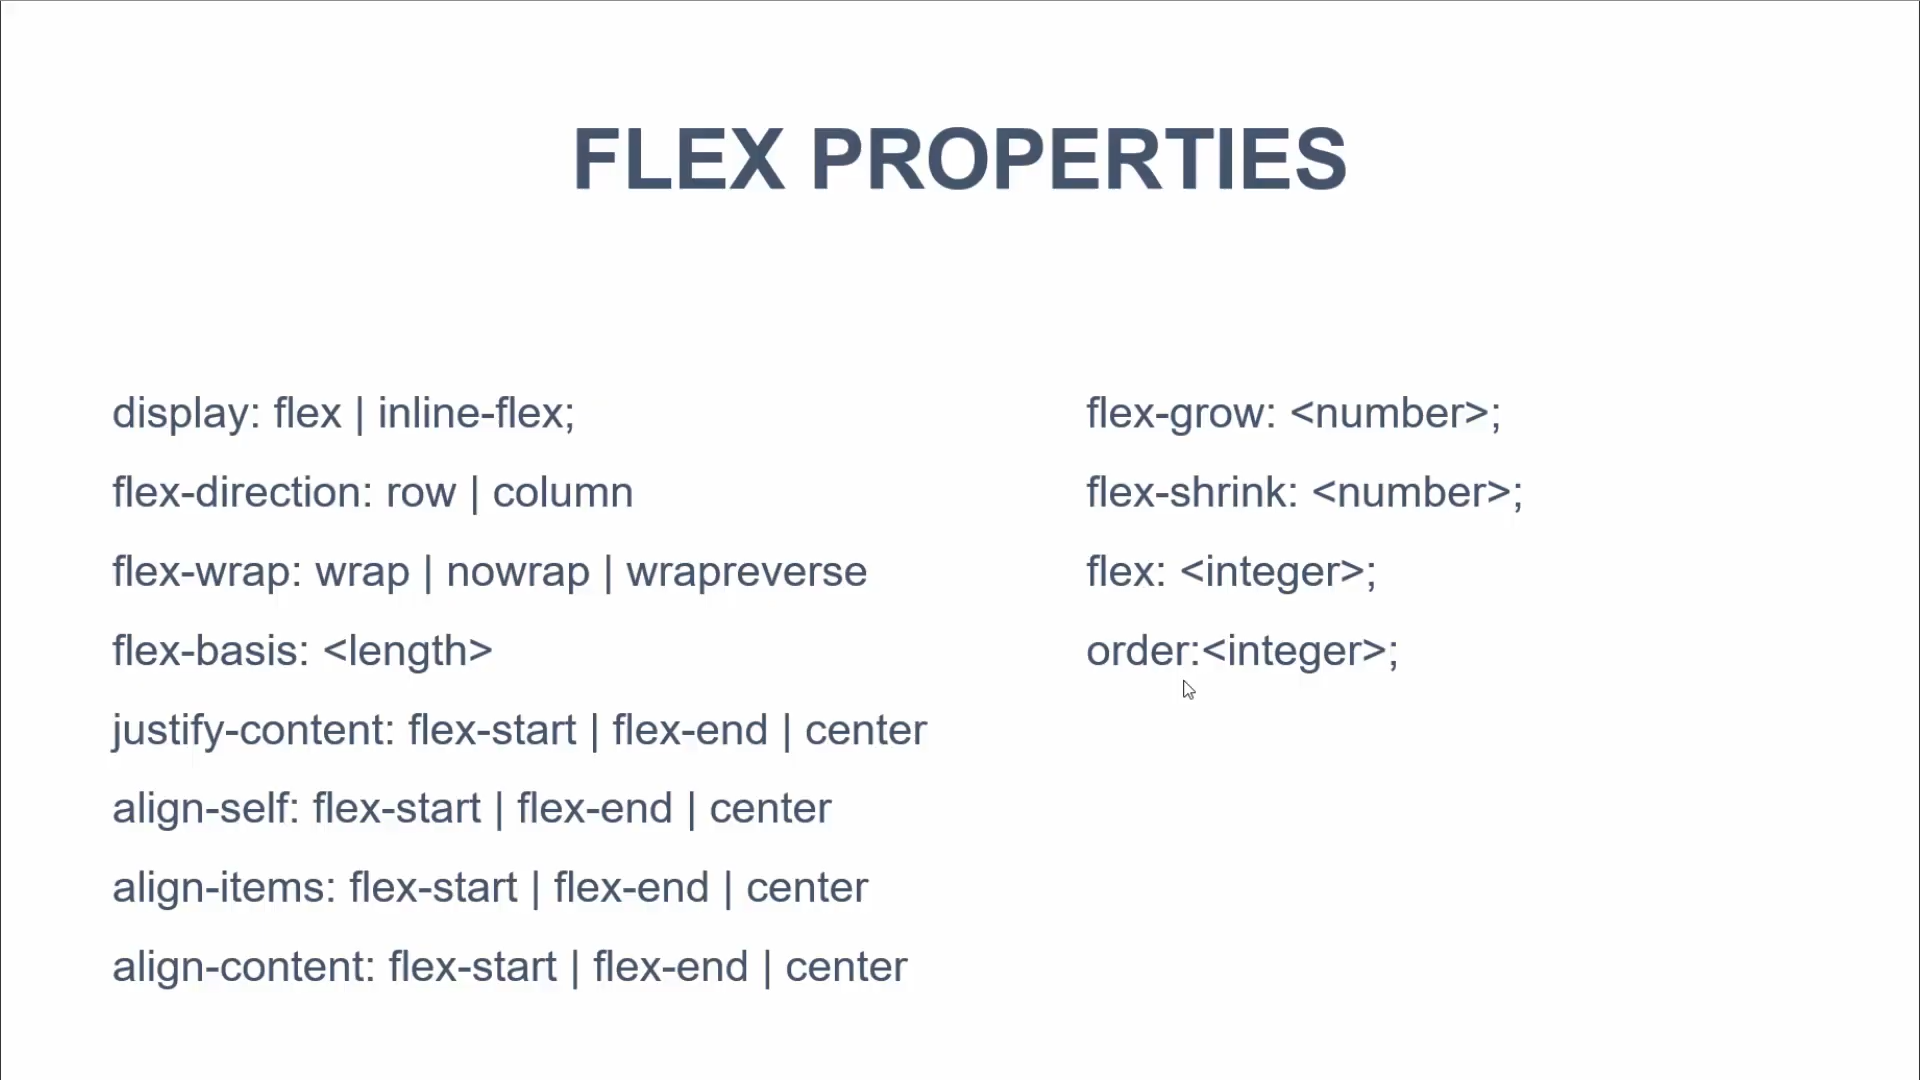 FLEX PROPERTIES
display: flex | inline-flex;
flex-direction: row | column
flex-wrap: wrap | nowrap | wrapreverse
flex-basis: <length>
justify-content: flex-start | flex-end | center
align-self: flex-start | flex-end | center
align-items: flex-start | flex-end | center
align-content: flex-start | flex-end | center
flex-grow: <number>;
flex-shrink: <number>;
flex: <integer>;
order:<integer>;